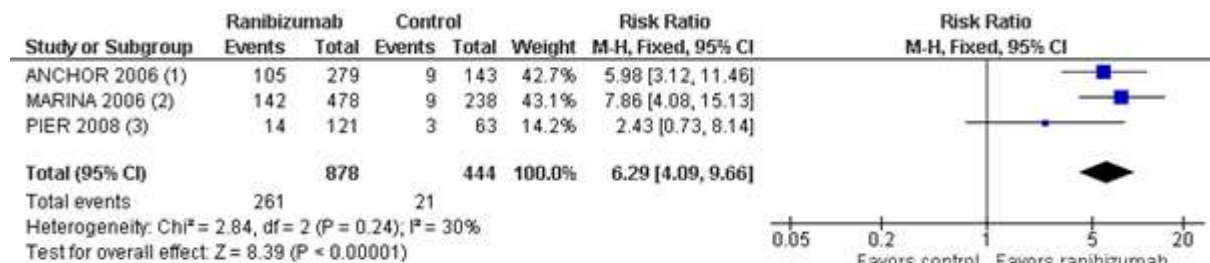 Ranibizumab Control Risk Ratio Risk Ratio
Study or Subgroup Events Total Events Total Weight M-H, Fixed, 95% CI M-H, Fixed, 95% CI
ANCHOR 2006 (1) 105 279 9 143 42.7% 5.98 [3.12, 11.46]
MARINA 2006 (2) 142 478 9 238 43.1% 7.86 [4.08, 15.13]
PIER 2008 (3) 14 121 3 63 14.2% 2.43 [0.73, 8.14]
Total (95% CI) 878 444 100.0% 6.29 [4.09, 9.66]
Total events 261 21
Heterogeneity: Chi² = 2.84, df = 2 (P = 0.24); I² = 30%
Test for overall effect: Z = 8.39 (P < 0.00001)
0.05 0.2 1 5 20
Favors control Favors ranibizumab